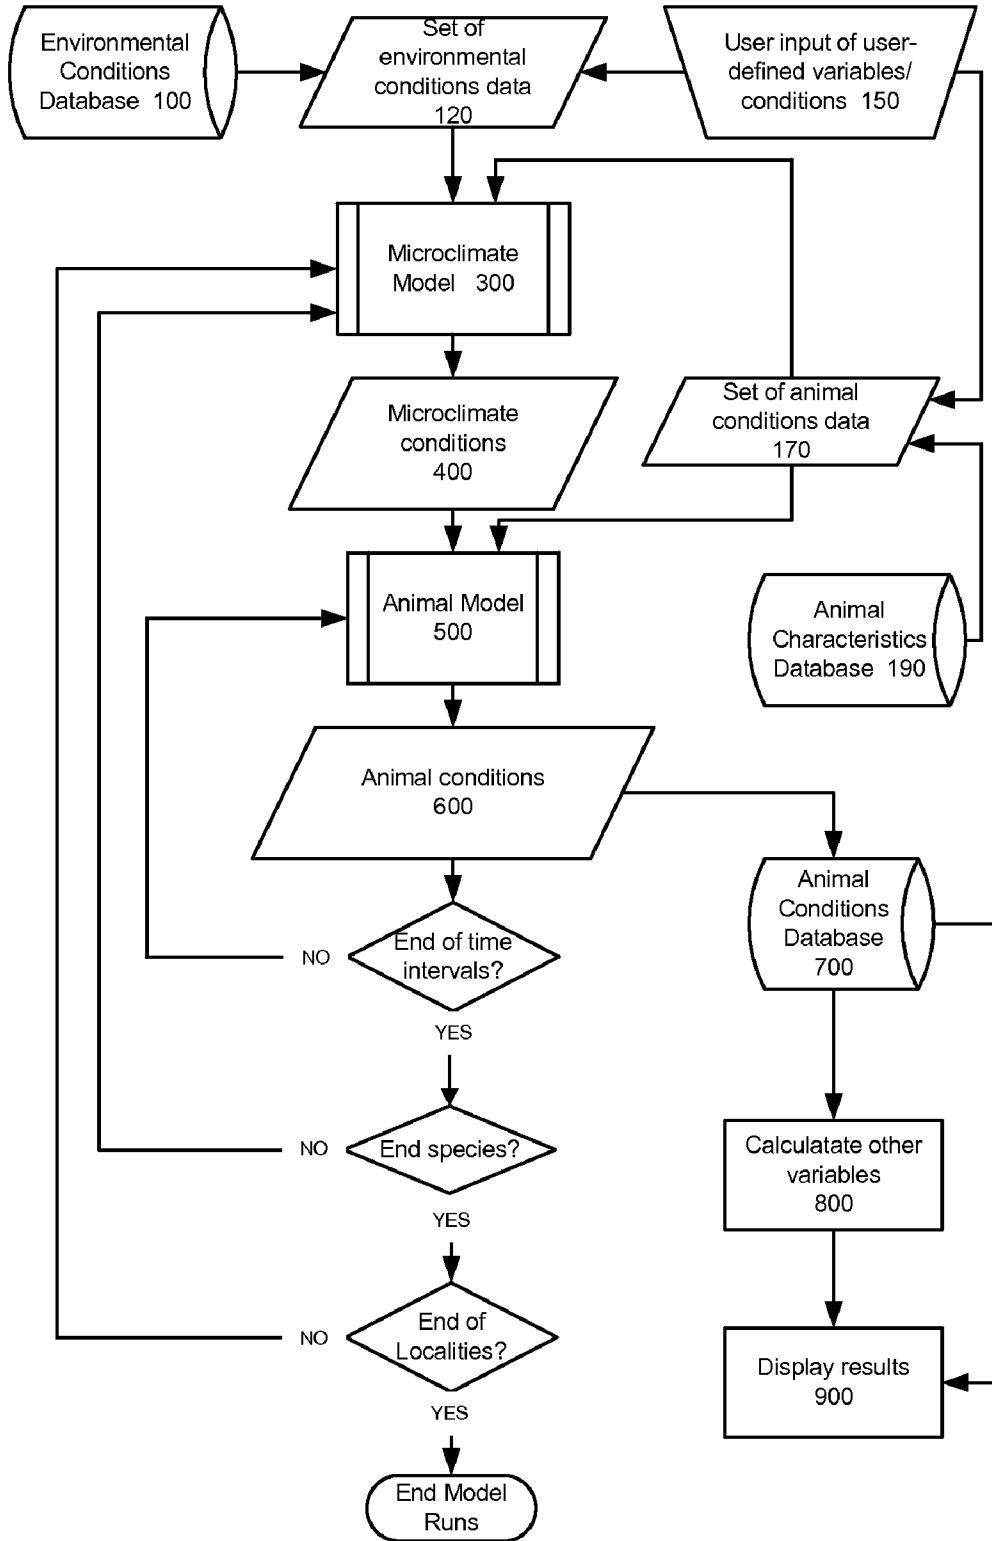 Environmental
Conditions
Database 100
Set of
environmental
conditions data
120
User input of user-
defined variables/
conditions 150
Microclimate
Model 300
Microclimate
conditions
400
Set of animal
conditions data
170
Animal Model
500
Animal
Characteristics
Database 190
Animal conditions
600
Animal
Conditions
Database
700
End of time
intervals?
NO
YES
End species?
NO
YES
Calculatate other
variables
800
End of
Localities?
NO
YES
Display results
900
End Model
Runs